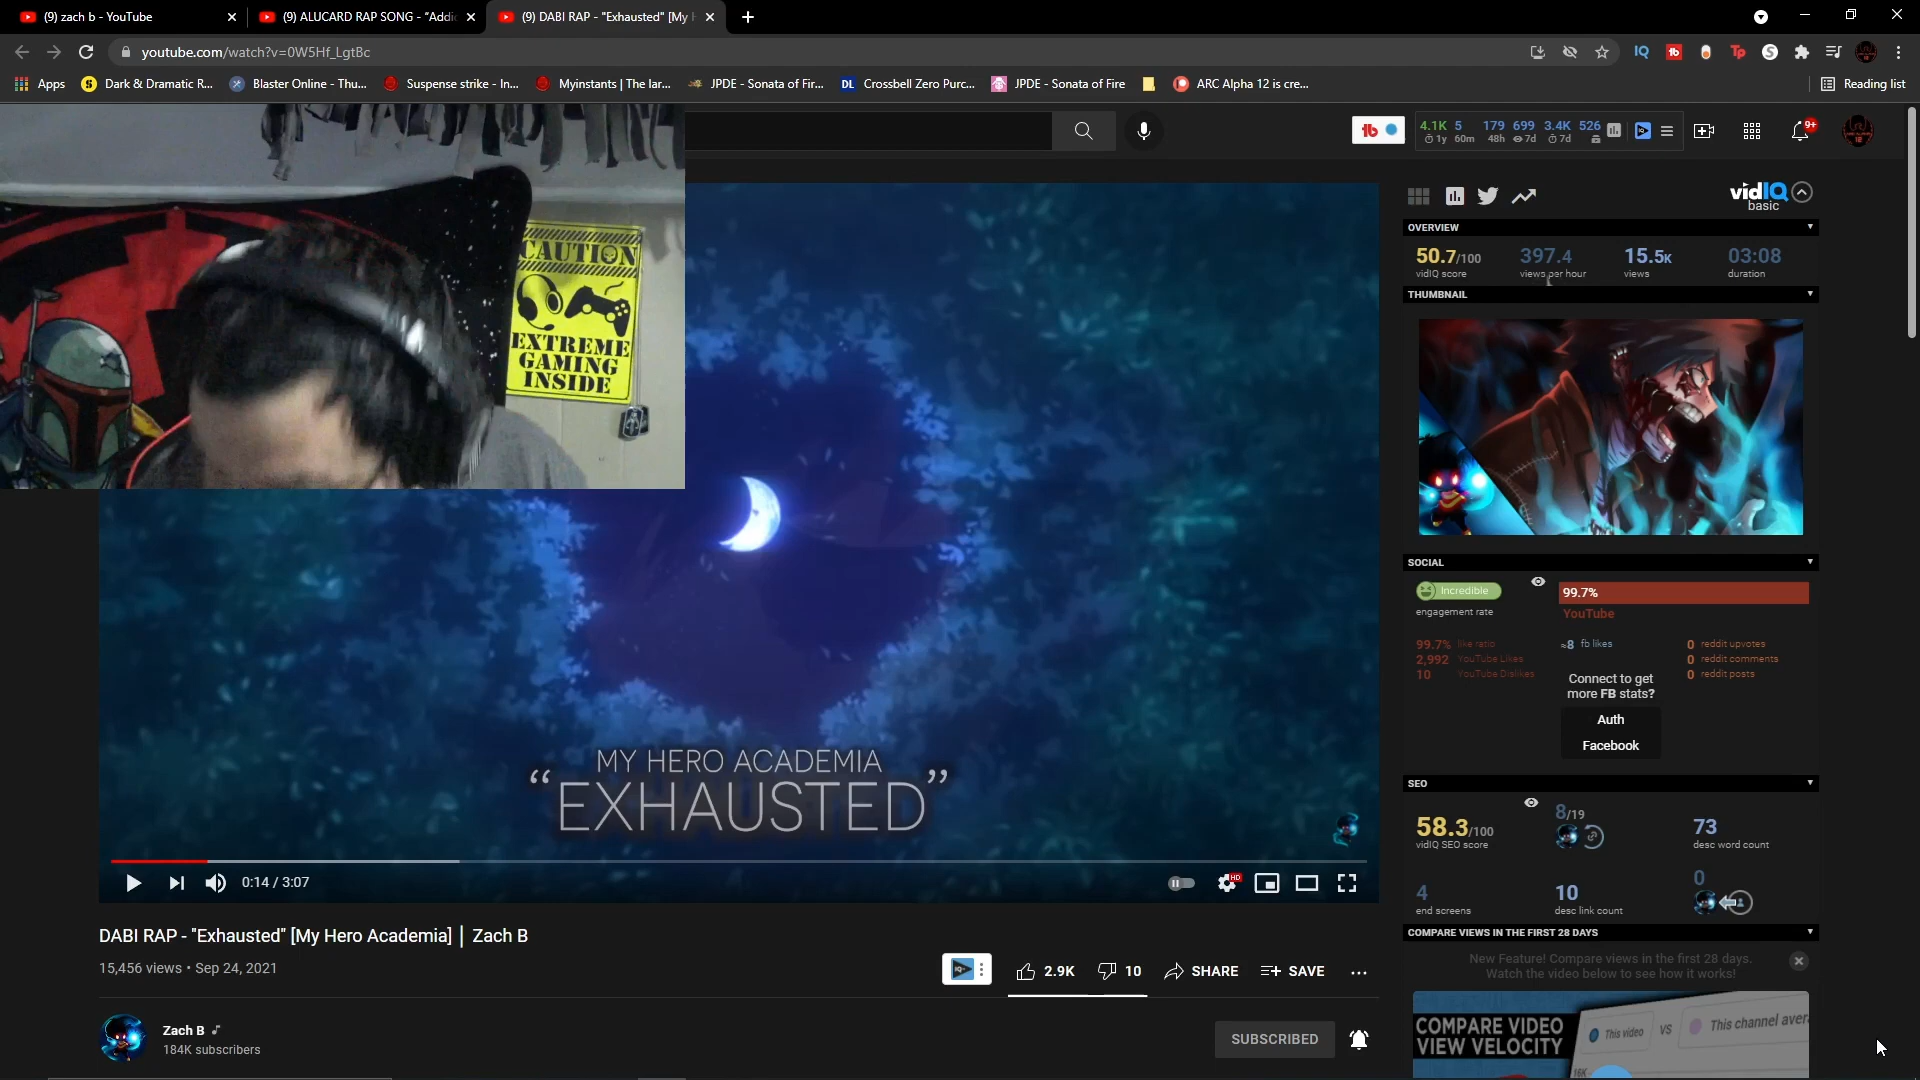 (9) zach b - YouTube
(9) ALUCARD RAP SONG - "Addi
(9) DABI RAP - "Exhausted" [My H
youtube.com/watch?v=0W5Hf_LgtBc
Apps
Dark & Dramatic R...
Blaster Online - Thu...
Suspense strike - In...
Myinstants | The lar...
JPDE - Sonata of Fir...
DL
Crossbell Zero Purc...
JPDE - Sonata of Fire
ARC Alpha 12 is cre...
Reading list
4.1K 5 179 699 3.4K 526
1y 60m 48h 7d 7d
9+
CAUTION
EXTREME
GAMING
INSIDE
vidIQ
basic
OVERVIEW
50.7/100 397.4 15.5K 03:08
vidIQ score views per hour views duration
THUMBNAIL
SOCIAL
Incredible
engagement rate
99.7%
YouTube
99.7% like ratio
2,992 YouTube Likes
10 YouTube Dislikes
≈8 fb likes
Connect to get
more FB stats?
Auth
Facebook
0 reddit upvotes
0 reddit comments
0 reddit posts
SEO
58.3/100
vidIQ SEO score
8/19
73
desc word count
4
end screens
10
desc link count
0
COMPARE VIEWS IN THE FIRST 28 DAYS
New Feature! Compare views in the first 28 days.
Watch the video below to see how it works!
COMPARE VIDEO
VIEW VELOCITY
This video VS This channel aver
16K
MY HERO ACADEMIA
"EXHAUSTED"
0:14 / 3:07
HD
DABI RAP - "Exhausted" [My Hero Academia] | Zach B
15,456 views • Sep 24, 2021
2.9K 10 SHARE SAVE ...
Zach B
184K subscribers
SUBSCRIBED